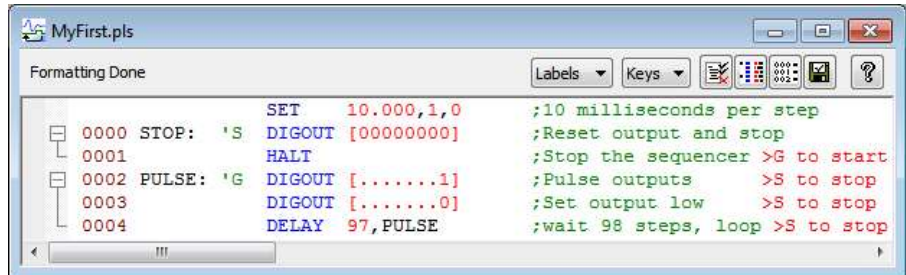 MyFirst.pls
Formatting Done Labels Keys ?
SET 10.000,1,0 ;10 milliseconds per step
0000 STOP: 'S DIGOUT [00000000] ;Reset output and stop
0001 HALT ;Stop the sequencer >G to start
0002 PULSE: 'G DIGOUT [.......1] ;Pulse outputs >S to stop
0003 DIGOUT [.......0] ;Set output low >S to stop
0004 DELAY 97,PULSE ;wait 98 steps, loop >S to stop